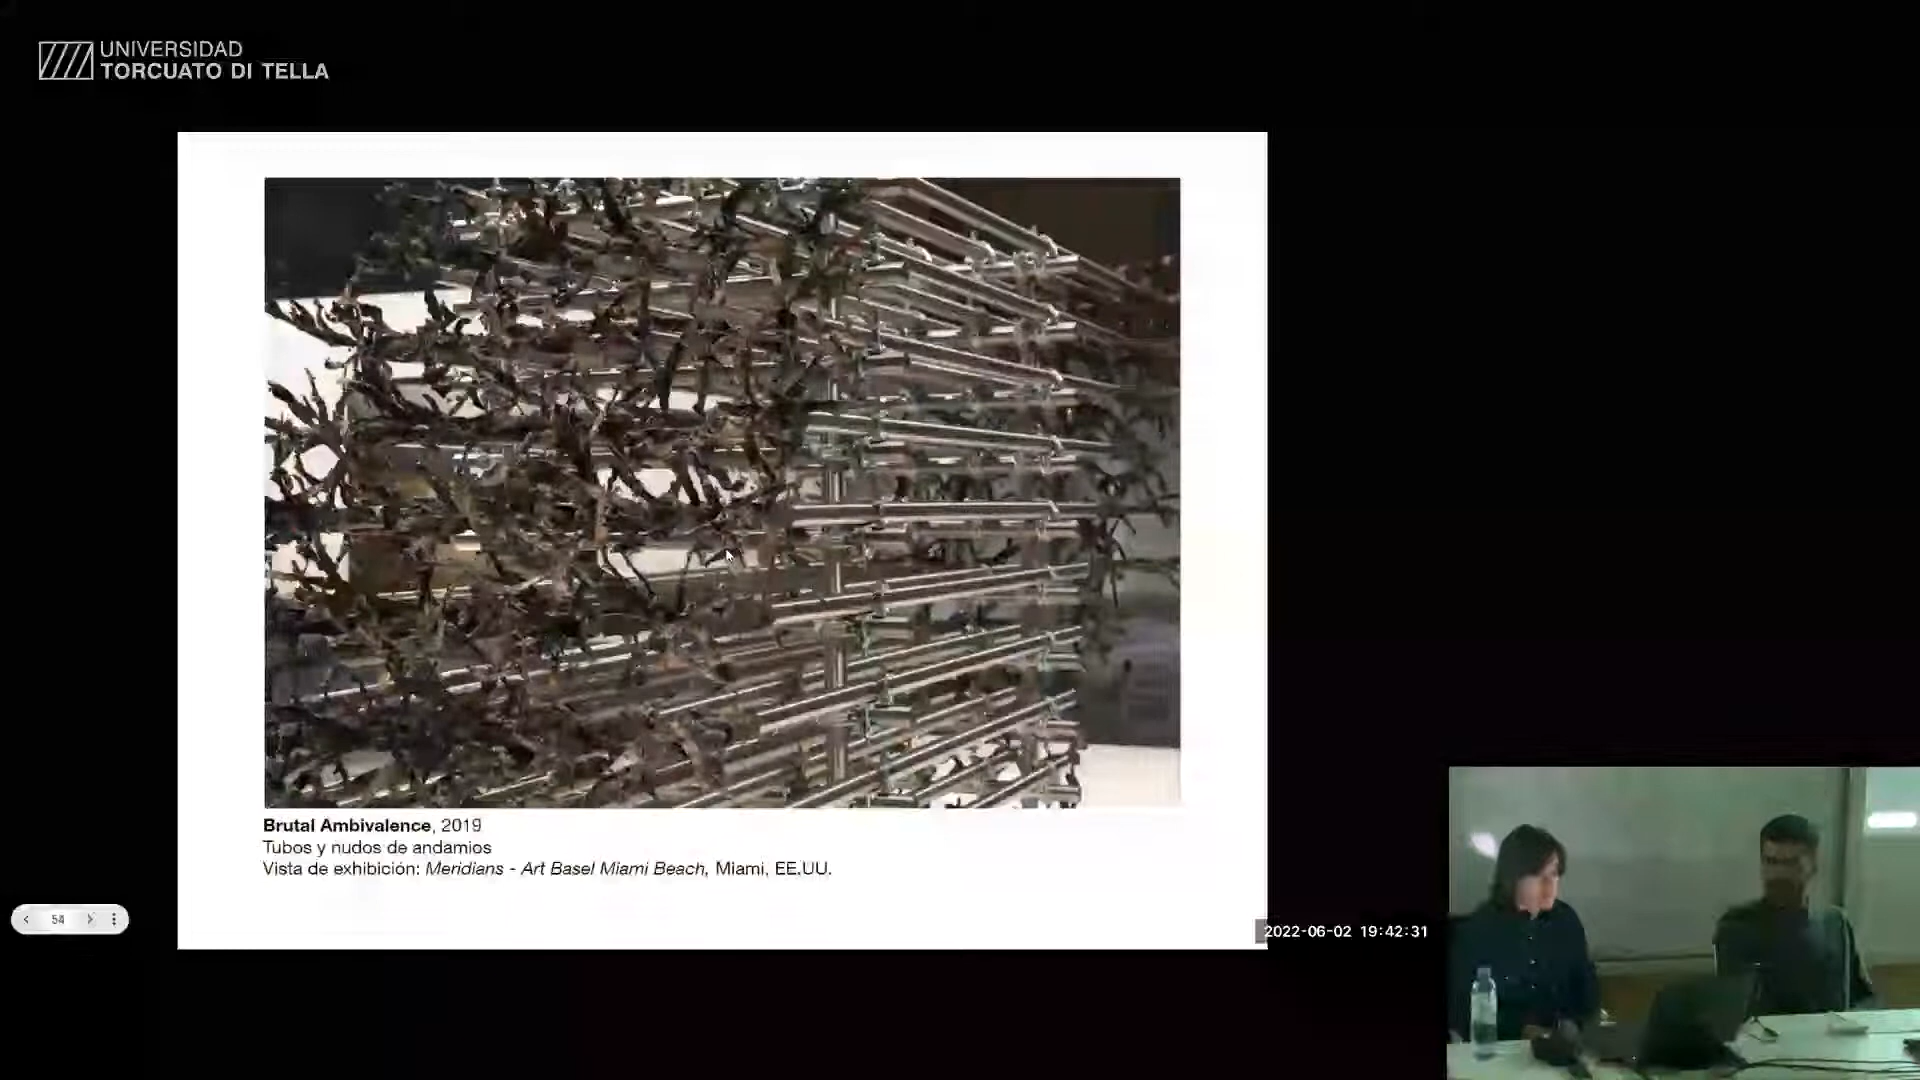 UNIVERSIDAD
TORCUATO DI TELLA
Brutal Ambivalence, 2019
Tubos y nudos de andamios
Vista de exhibición: Meridians - Art Basel Miami Beach, Miami, EE.UU.
54
2022-06-02 19:42:31